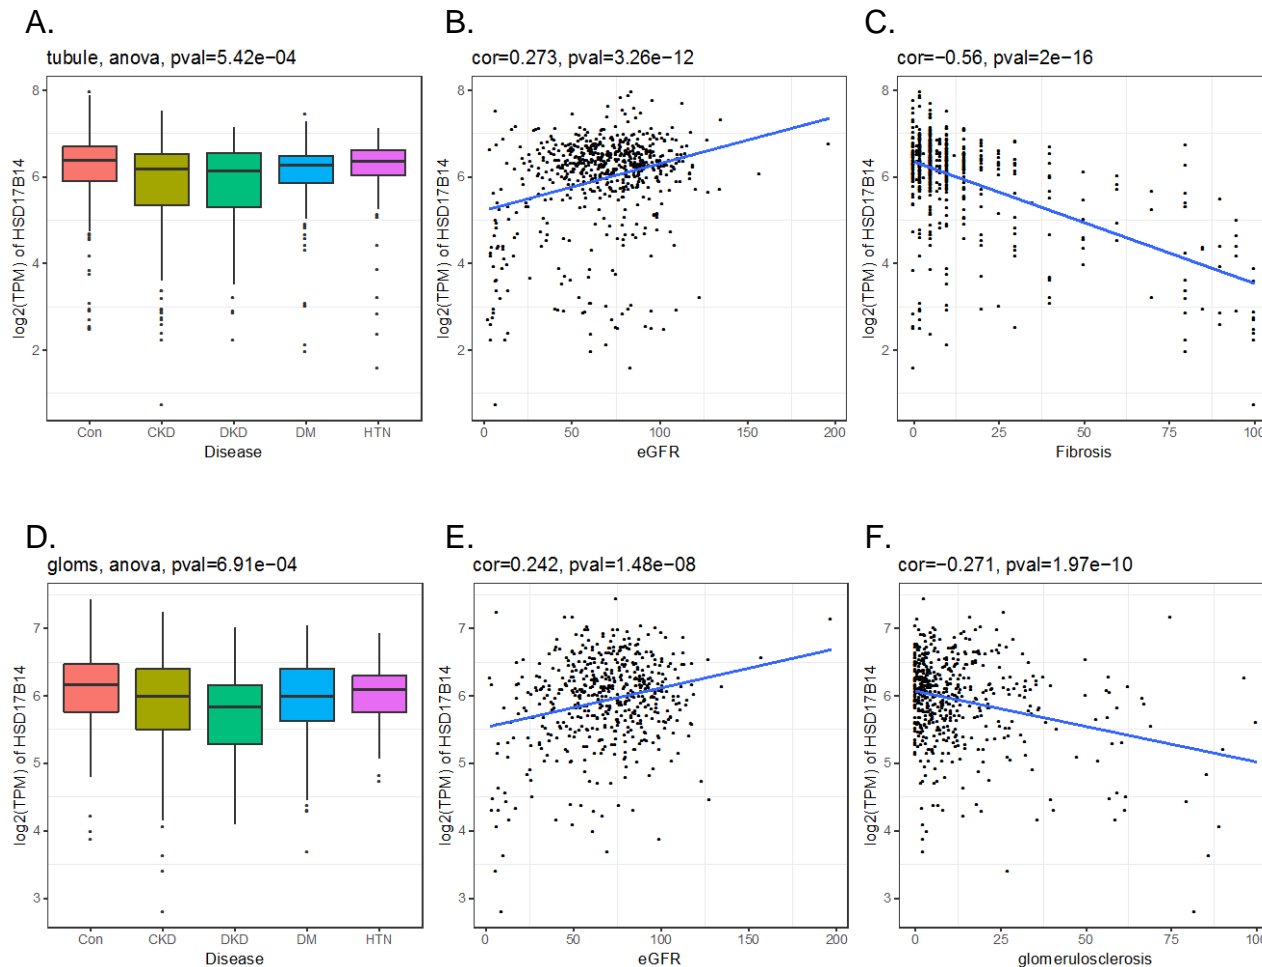 A.
tubule, anova, pval=5.42e−04
log2(TPM) of HSD17B14
8
6
4
2
Con CKD DKD DM HTN
Disease
B.
cor=0.273, pval=3.26e−12
log2(TPM) of HSD17B14
8
6
4
2
0 50 100 150 200
eGFR
C.
cor=−0.56, pval=2e−16
log2(TPM) of HSD17B14
8
6
4
2
0 25 50 75 100
Fibrosis
D.
gloms, anova, pval=6.91e−04
log2(TPM) of HSD17B14
7
6
5
4
3
Con CKD DKD DM HTN
Disease
E.
cor=0.242, pval=1.48e−08
log2(TPM) of HSD17B14
7
6
5
4
3
0 50 100 150 200
eGFR
F.
cor=−0.271, pval=1.97e−10
log2(TPM) of HSD17B14
7
6
5
4
3
0 25 50 75 100
glomerulosclerosis